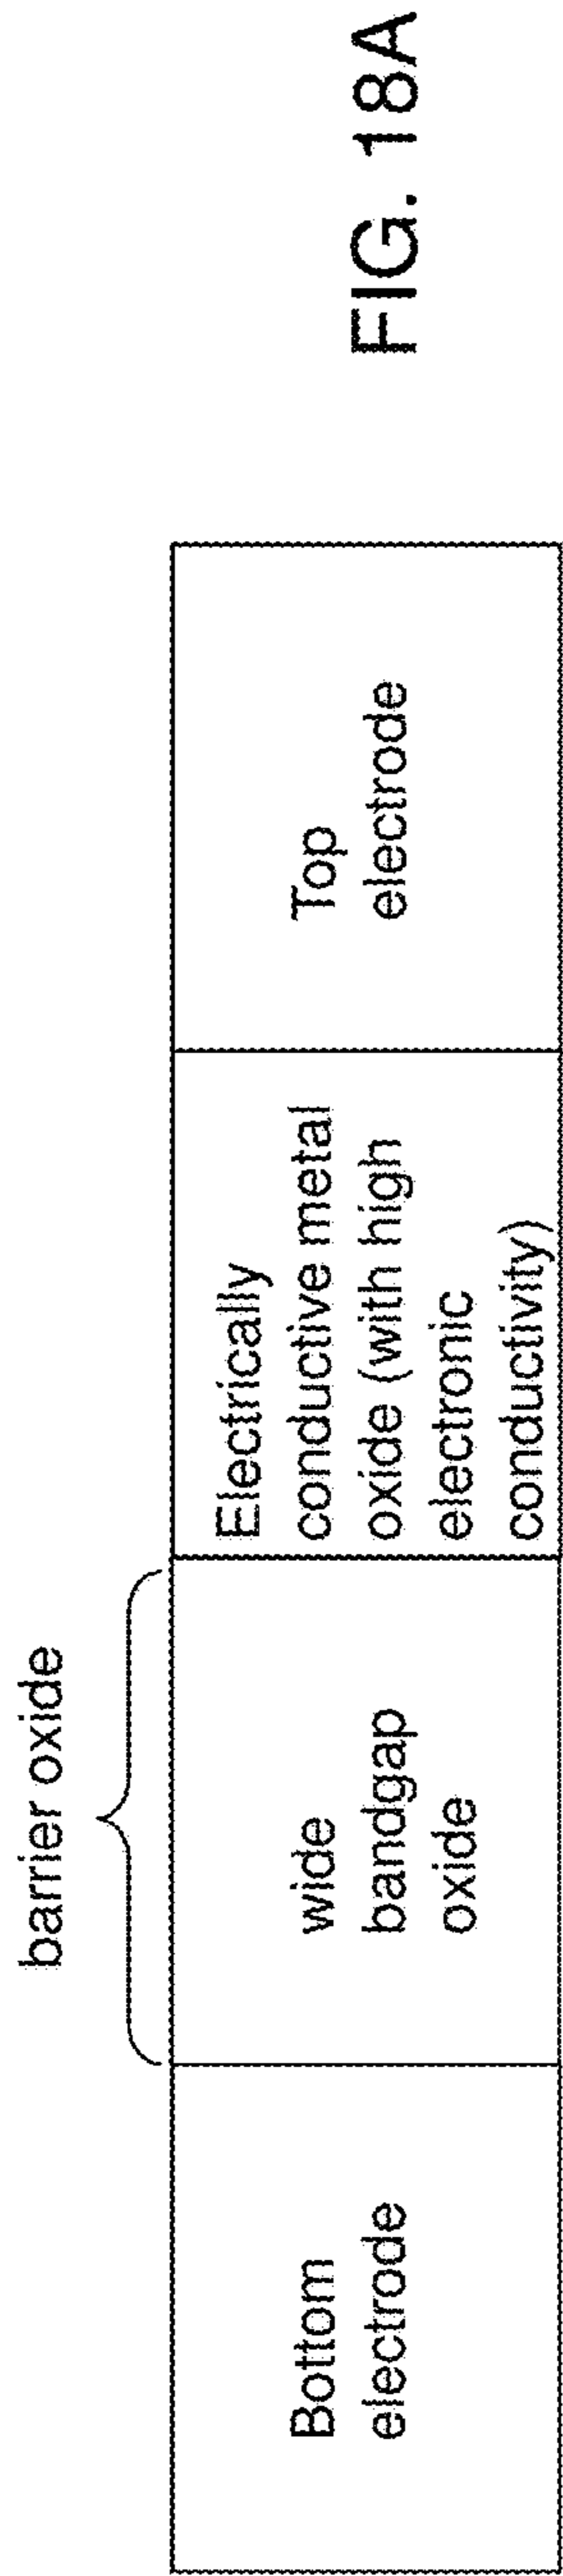 barrier oxide
Bottom
electrode
wide
bandgap
oxide
Electrically
conductive metal
oxide (with high
electronic
conductivity)
Top
electrode
FIG. 18A